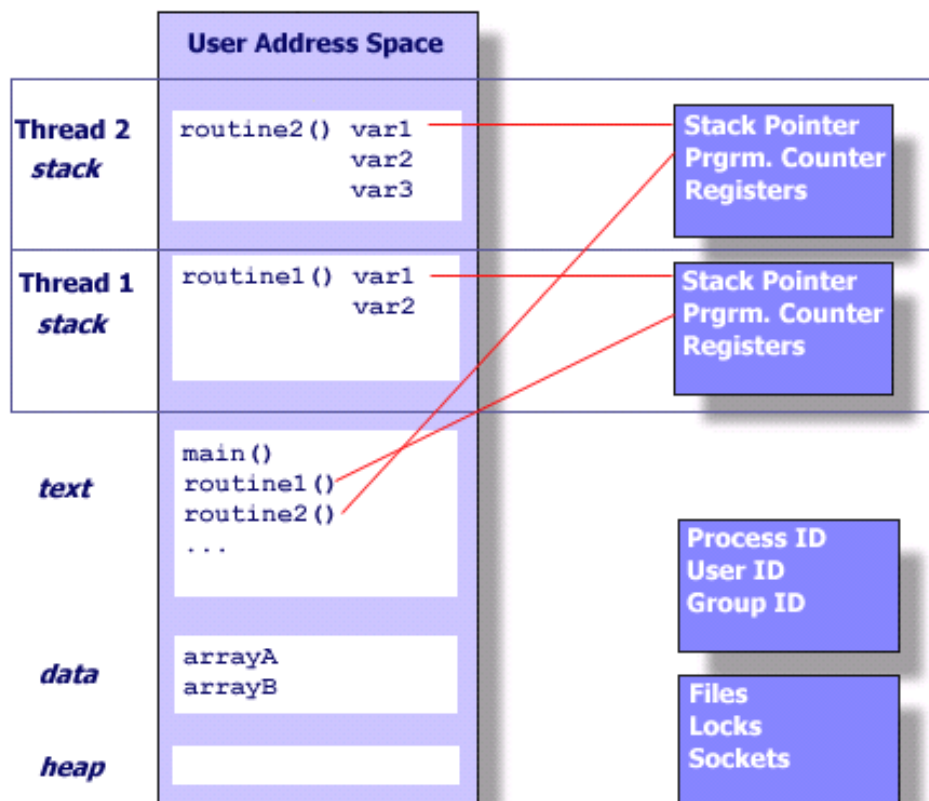 User Address Space
Thread 2
stack
routine2() var1
var2
var3
Stack Pointer
Prgrm. Counter
Registers
Thread 1
stack
routine1() var1
var2
Stack Pointer
Prgrm. Counter
Registers
text
main()
routine1()
routine2()
...
Process ID
User ID
Group ID
data
arrayA
arrayB
Files
Locks
Sockets
heap